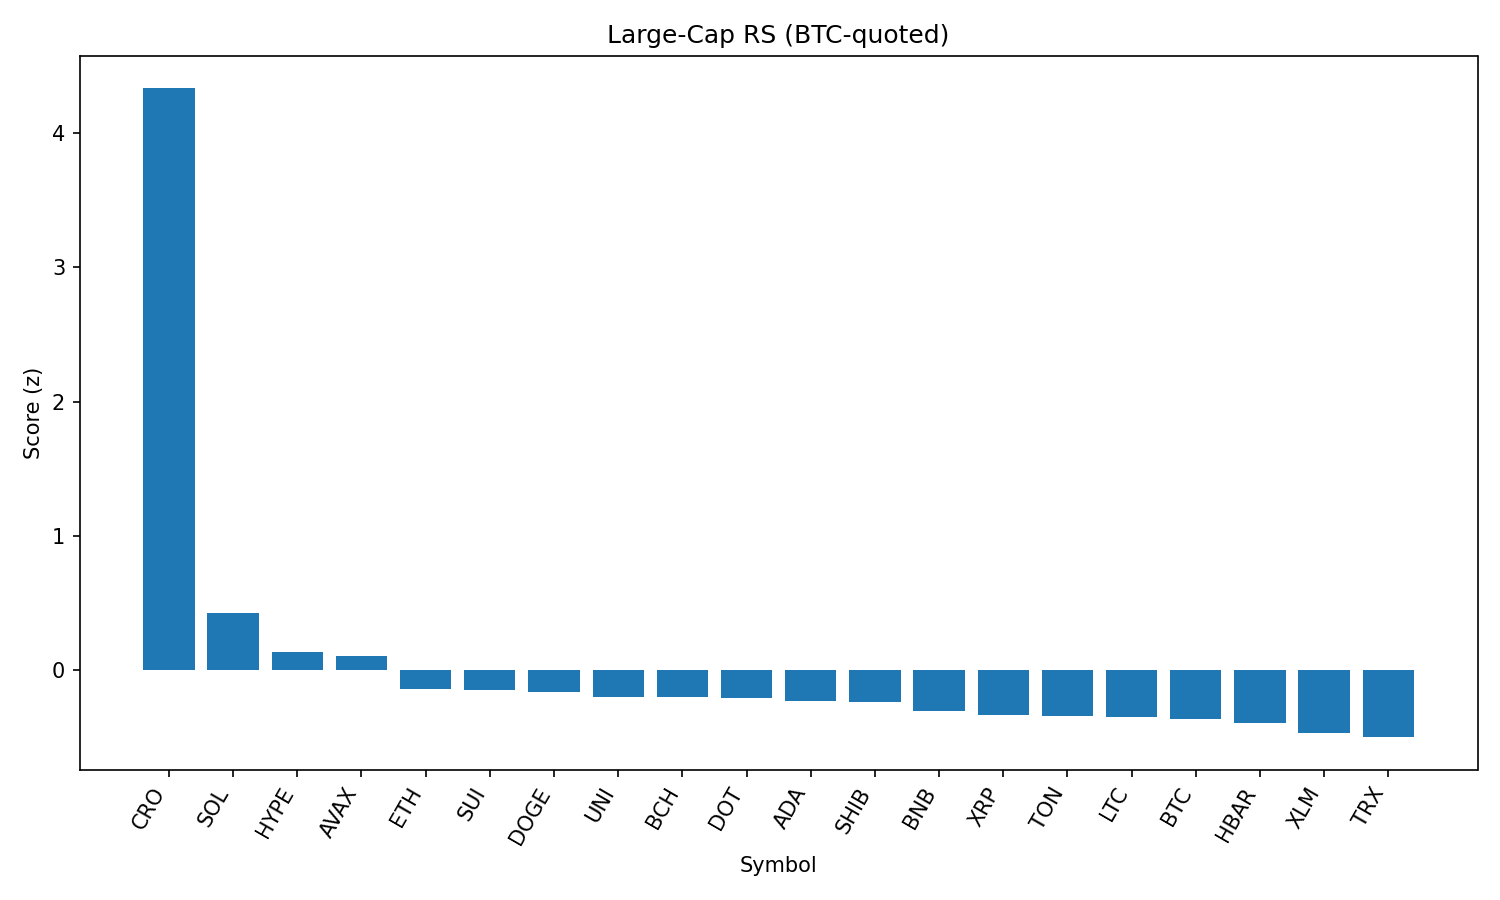 Large-Cap RS (BTC-quoted)
Score (z)
4
3
2
1
0
CRO
SOL
HYPE
AVAX
ETH
SUI
DOGE
UNI
BCH
DOT
ADA
SHIB
BNB
XRP
TON
LTC
BTC
HBAR
XLM
TRX
Symbol